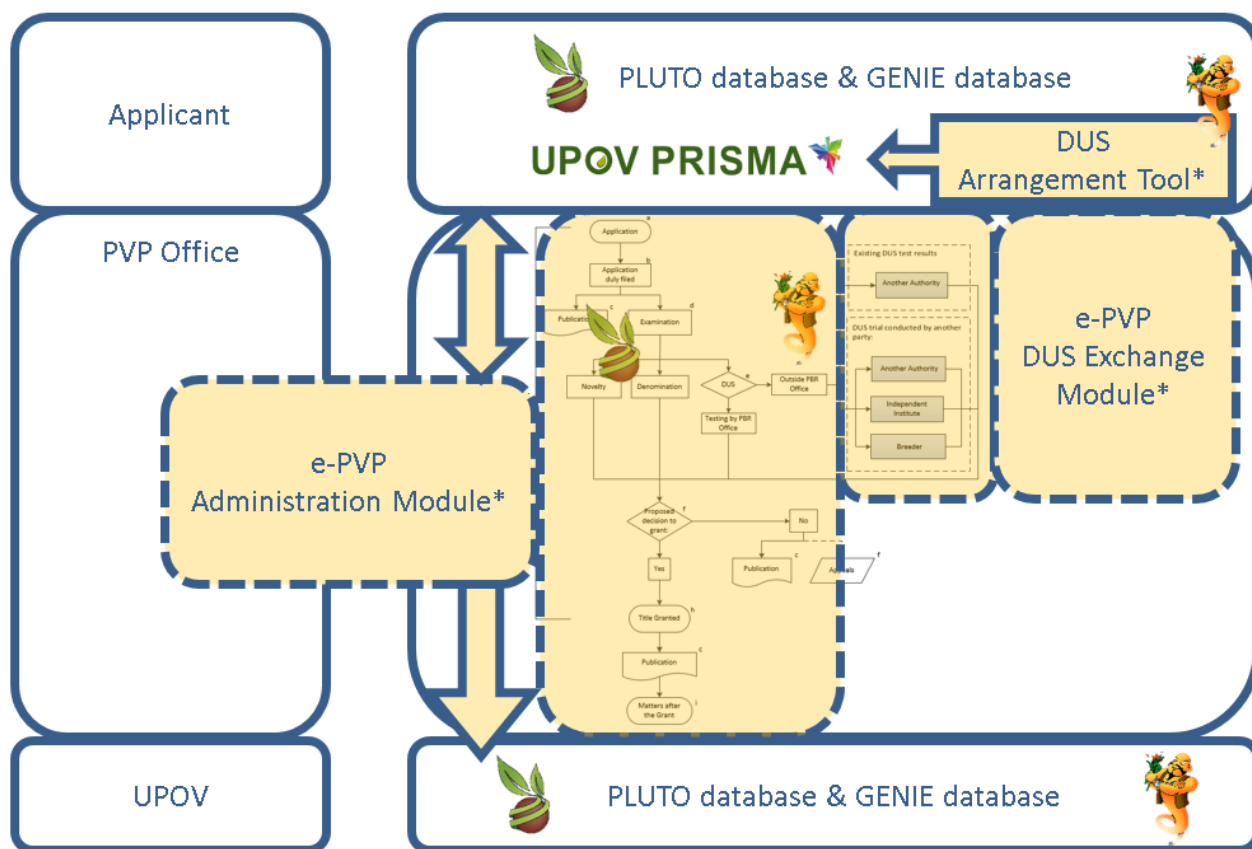 Applicant
PLUTO database & GENIE database
UPOV PRISMA
DUS
Arrangement Tool*
PVP Office
e-PVP
Administration Module*
a
Application
b
Application
duly filed
c
d
Examination
Novelty
Denomination
DUS
e
Outside PBR
Office
Testing by PBR
Office
Proposed
decision to
grant:
f
No
Yes
c
Publication
f
Appeals
h
Title Granted
c
Publication
i
Matters after
the Grant
Existing DUS test results
Another Authority
DUS trial conducted by another
party:
Another Authority
Independent
Institute
Breeder
e-PVP
DUS Exchange
Module*
UPOV
PLUTO database & GENIE database